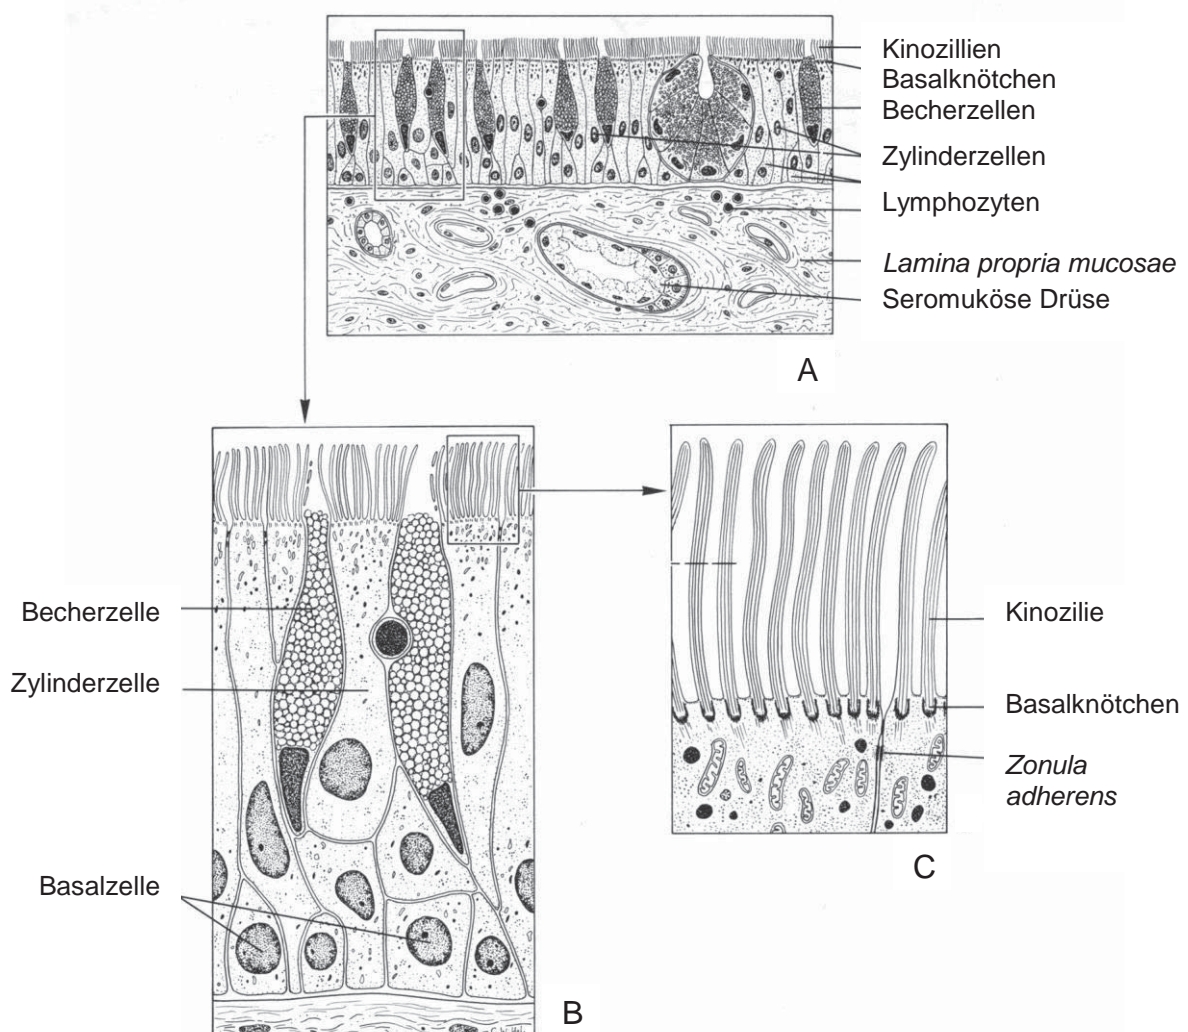 Kinozillien
Basalknötchen
Becherzellen
Zylinderzellen
Lymphozyten
Lamina propria mucosae
Seromuköse Drüse
A
Becherzelle
Zylinderzelle
Basalzelle
B
Kinozilie
Basalknötchen
Zonula
adherens
C